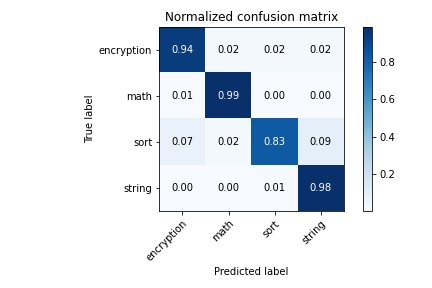 Normalized confusion matrix
True label
encryption 0.94 0.02 0.02 0.02
math 0.01 0.99 0.00 0.00
sort 0.07 0.02 0.83 0.09
string 0.00 0.00 0.01 0.98
encryption math sort string
Predicted label
0.8
0.6
0.4
0.2